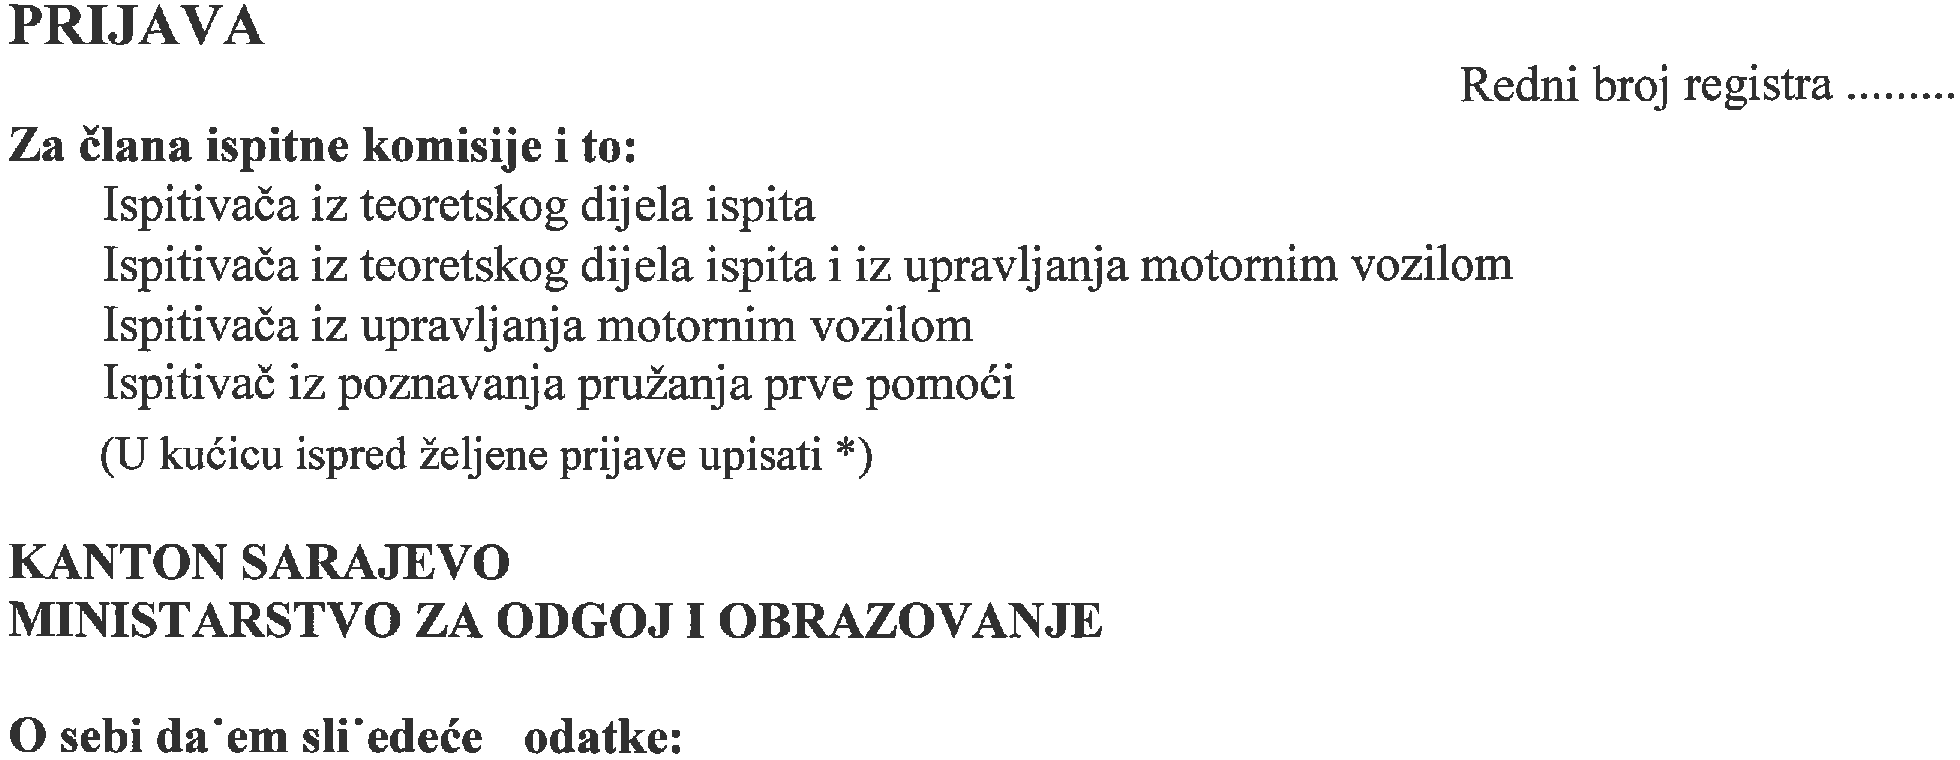 PRIJAVA
Redni broj registra .........
Za člana ispitne komisije i to:
Ispitivača iz teoretskog dijela ispita
Ispitivača iz teoretskog dijela ispita i iz upravljanja motornim vozilom
Ispitivača iz upravljanja motornim vozilom
Ispitivač iz poznavanja pružanja prve pomoći
(U kućicu ispred željene prijave upisati *)
KANTON SARAJEVO
MINISTARSTVO ZA ODGOJ I OBRAZOVANJE
O sebi da˙em sli˙edeće odatke: